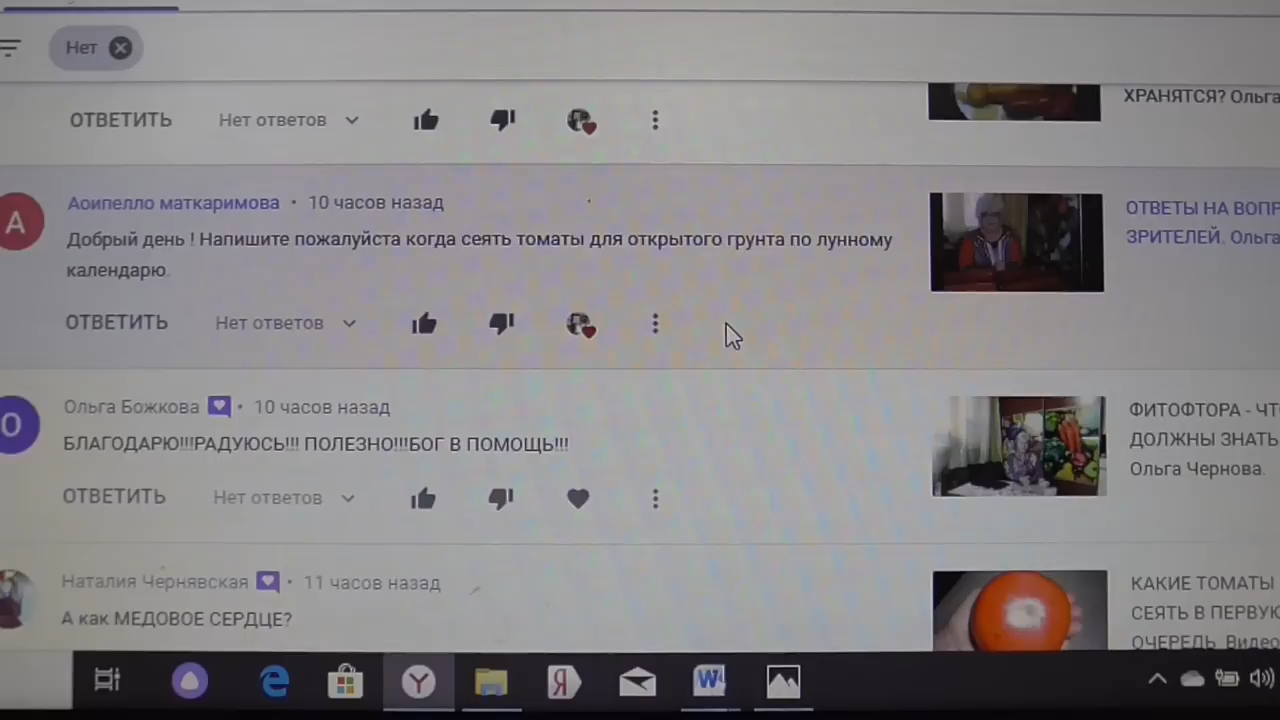 Нет
ОТВЕТИТЬ Нет ответов
ХРАНЯТСЯ? Ольга
А
Аоипелло маткаримова • 10 часов назад
Добрый день ! Напишите пожалуйста когда сеять томаты для открытого грунта по лунному
календарю.
ОТВЕТЫ НА ВОПР
ЗРИТЕЛЕЙ. Ольга
ОТВЕТИТЬ Нет ответов
О
Ольга Божкова • 10 часов назад
БЛАГОДАРЮ!!!РАДУЮСЬ!!! ПОЛЕЗНО!!!БОГ В ПОМОЩЬ!!!
ФИТОФТОРА - ЧТ
ДОЛЖНЫ ЗНАТЬ
Ольга Чернова.
ОТВЕТИТЬ Нет ответов
Наталия Чернявская • 11 часов назад
А как МЕДОВОЕ СЕРДЦЕ?
КАКИЕ ТОМАТЫ
СЕЯТЬ В ПЕРВУЮ
ОЧЕРЕДЬ. Видео